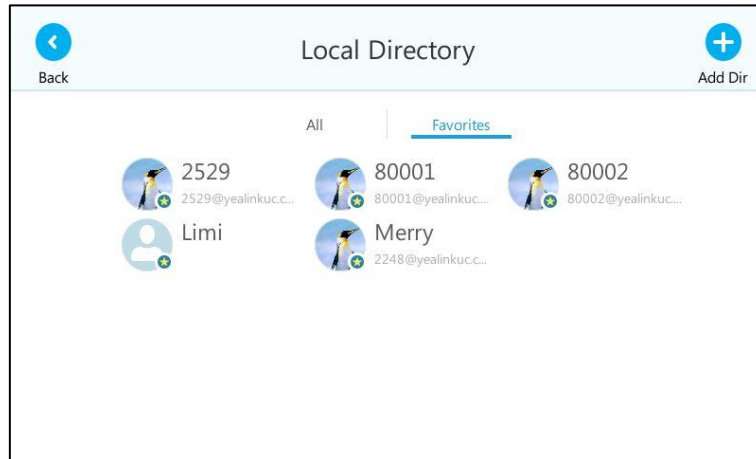 Local Directory
Back
Add Dir
All
Favorites
2529
2529@yealinkuc.c...
80001
80001@yealinkuc....
80002
80002@yealinkuc....
Limi
Merry
2248@yealinkuc.c...